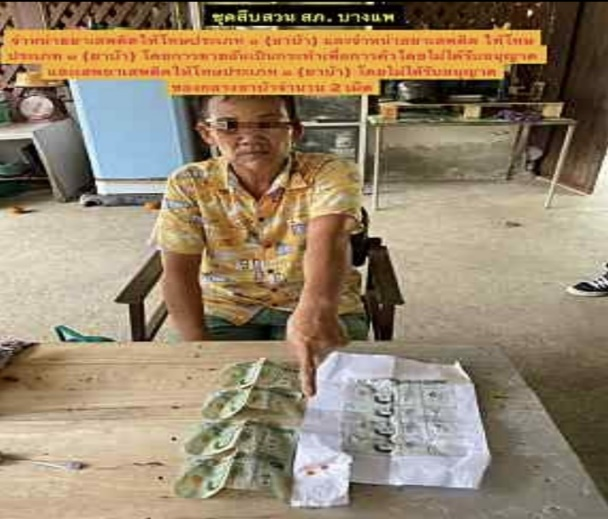 ชุดสืบสวน สภ. บางแพ
จำหน่ายยาเสพติดให้โทษประเภท ๑ (ยาบ้า) และจำหน่ายยาเสพติด ให้โทษ
ประเภท ๑ (ยาบ้า) โดยการขายอันเป็นกระทำเพื่อการค้าโดยไม่ได้รับอนุญาต
และเสพยาเสพติดให้โทษประเภท ๑ (ยาบ้า) โดยไม่ได้รับอนุญาต
ของกลางยาบ้าจำนวน 2 เม็ด